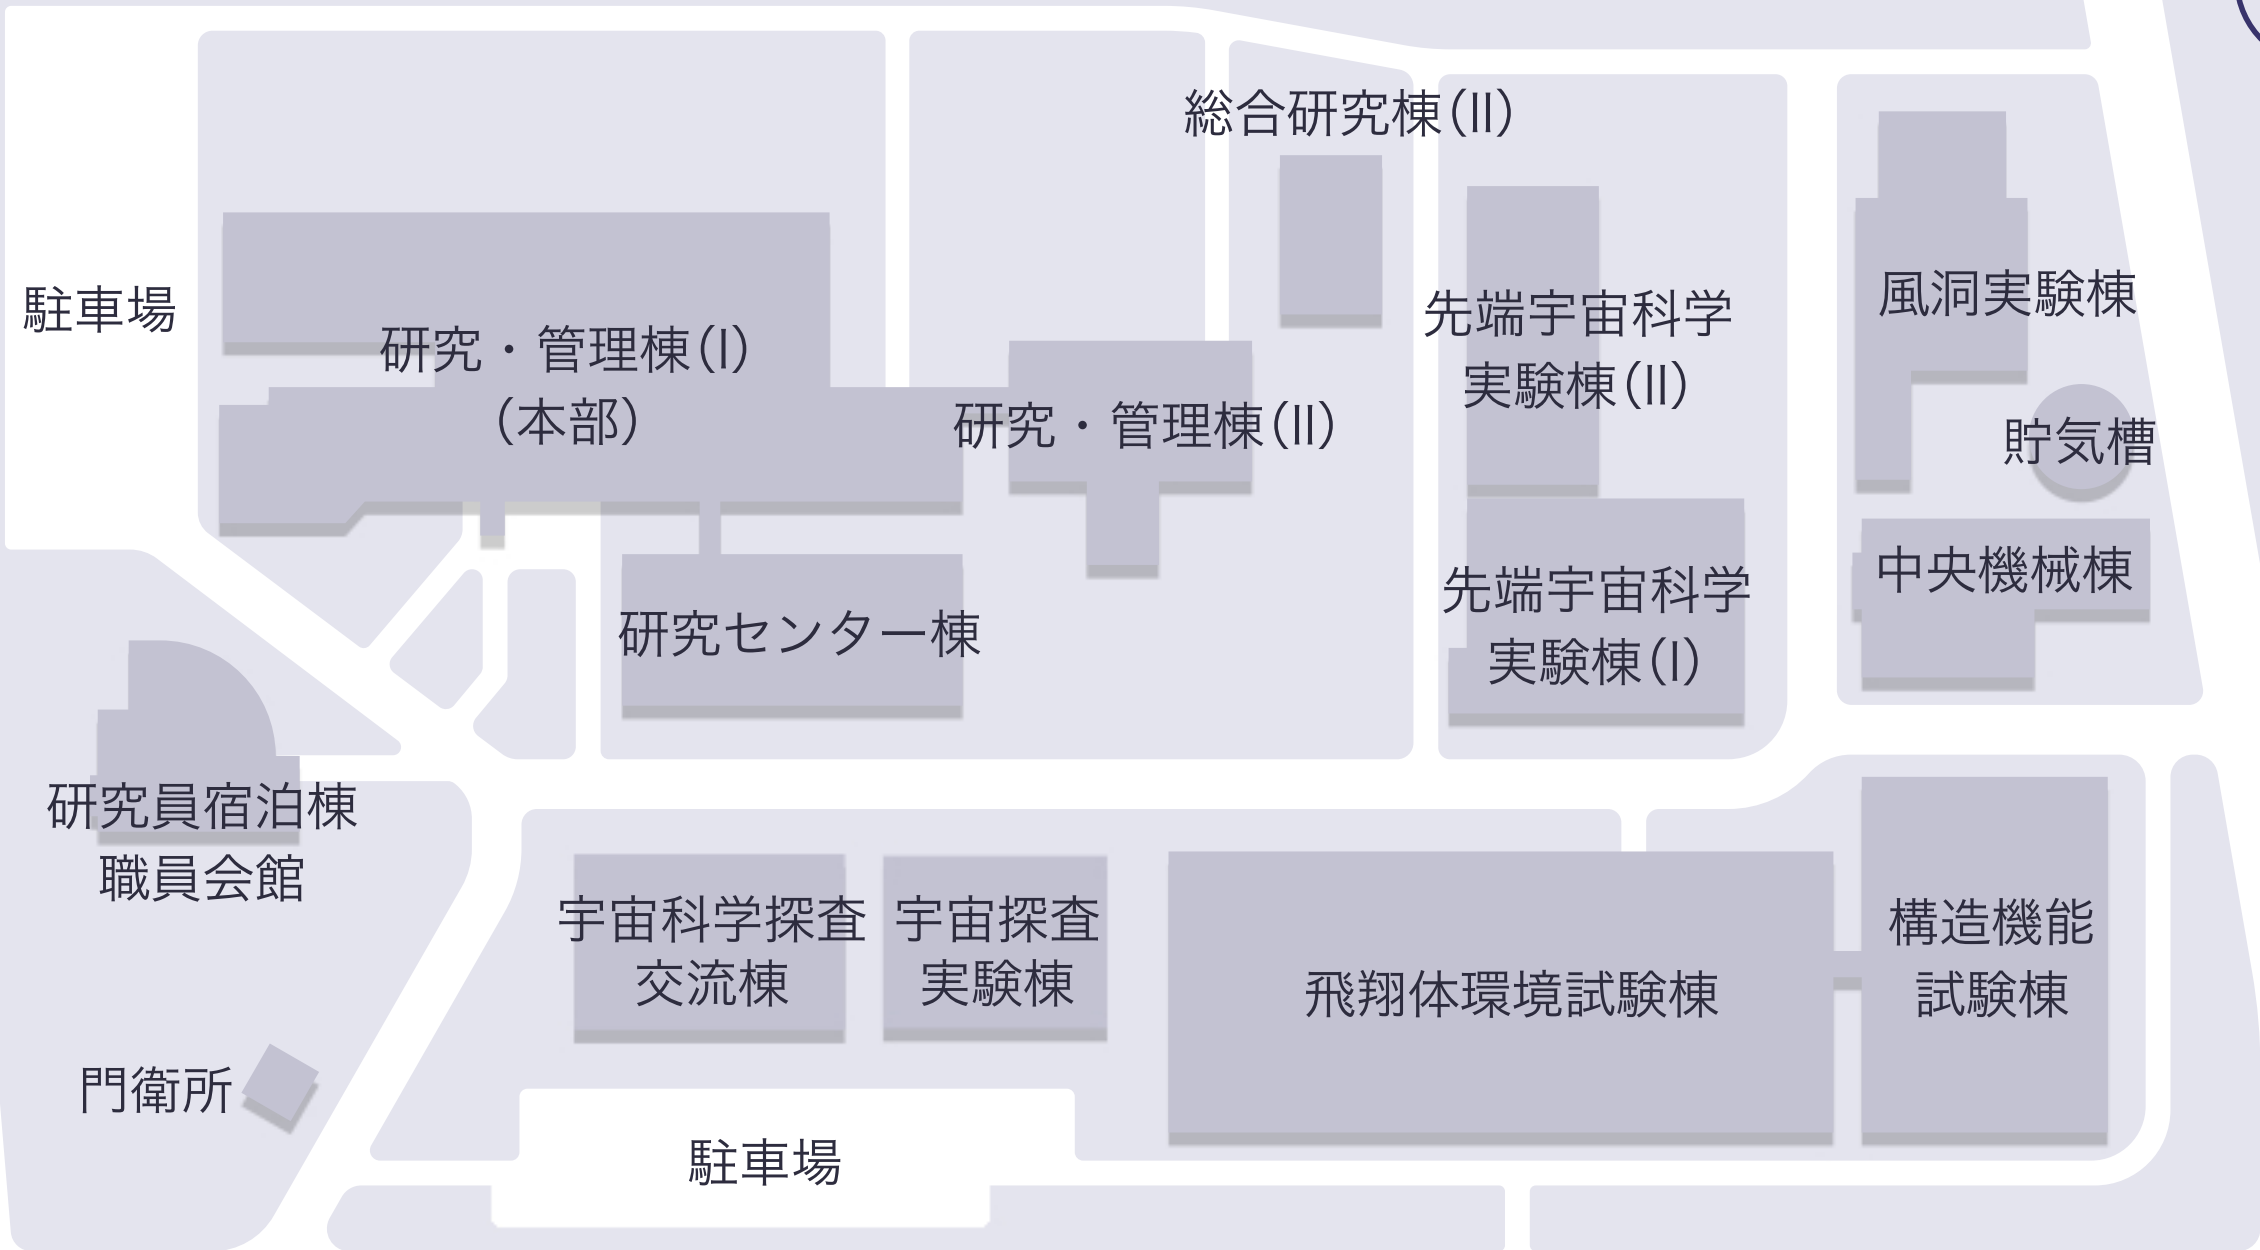 総合研究棟(II)
駐車場
研究・管理棟(I)
（本部）
研究・管理棟(II)
先端宇宙科学
実験棟(II)
風洞実験棟
貯気槽
中央機械棟
先端宇宙科学
実験棟(I)
研究センター棟
研究員宿泊棟
職員会館
宇宙科学探査
交流棟
宇宙探査
実験棟
飛翔体環境試験棟
構造機能
試験棟
門衛所
駐車場